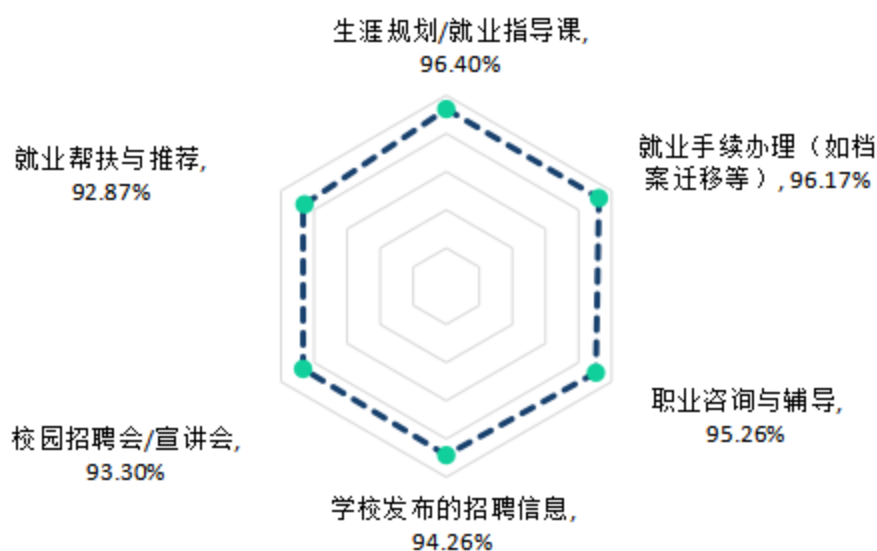 生涯规划/就业指导课,
96.40%
就业手续办理（如档
案迁移等）, 96.17%
职业咨询与辅导,
95.26%
学校发布的招聘信息,
94.26%
校园招聘会/宣讲会,
93.30%
就业帮扶与推荐,
92.87%